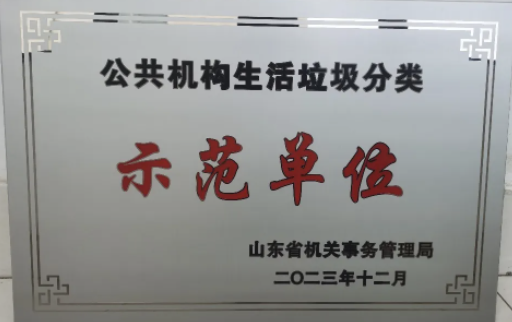 公共机构生活垃圾分类
示范单位
山东省机关事务管理局
二〇二三年十二月